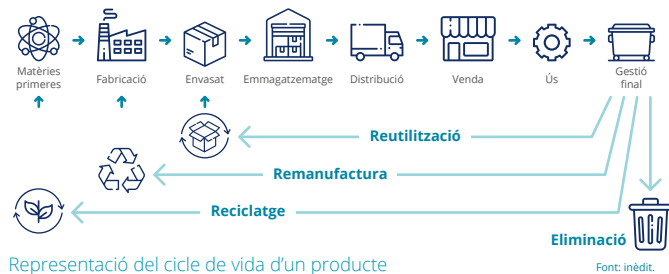 Matèries
primeres
Fabricació
Envasat
Emmagatzematge
Distribució
Venda
Ús
Gestió
final
Reutilització
Remanufactura
Reciclatge
Eliminació
Representació del cicle de vida d’un producte
Font: inèdit.